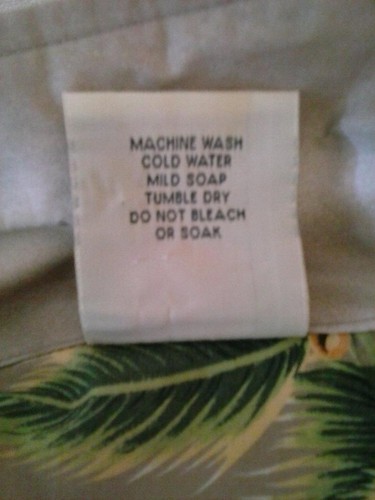 MACHINE WASH
COLD WATER
MILD SOAP
TUMBLE DRY
DO NOT BLEACH
OR SOAK